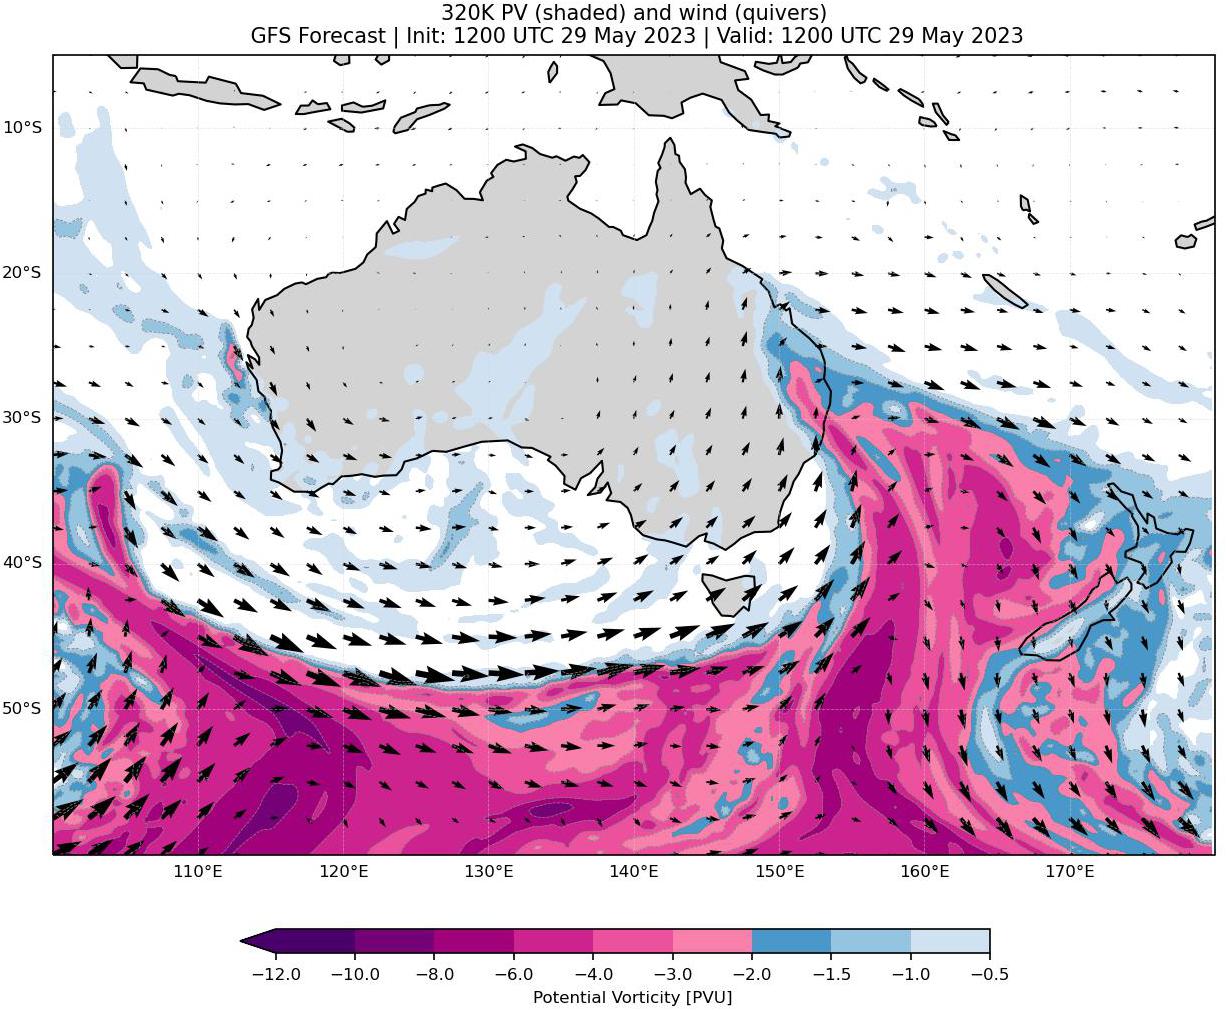 320K PV (shaded) and wind (quivers)
GFS Forecast | Init: 1200 UTC 29 May 2023 | Valid: 1200 UTC 29 May 2023
10°S
20°S
30°S
40°S
50°S
110°E 120°E 130°E 140°E 150°E 160°E 170°E
−12.0 −10.0 −8.0 −6.0 −4.0 −3.0 −2.0 −1.5 −1.0 −0.5
Potential Vorticity [PVU]